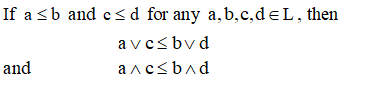 If a ≤ b and c ≤ d for any a,b,c,d ∈ L, then
a ∨ c ≤ b ∨ d
and a ∧ c ≤ b ∧ d